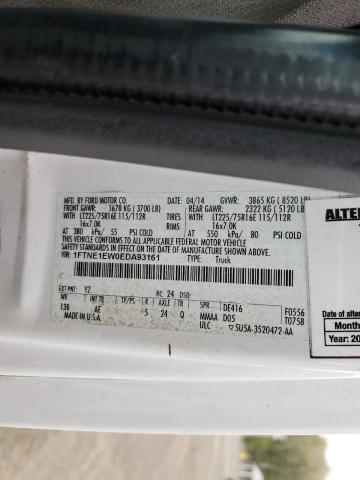 MFD. BY FORD MOTOR CO.
04/14 GVWR: 3865 KG ( 8520 LB)
FRONT GAWR: 1678 KG ( 3700 LB)
REAR GAWR: 2322 KG ( 5120 LB)
LT225/75R16E 115/112R TIRES
WITH LT225/75R16E 115/112R
16x7.0K RIMS 16x7.0K
AT 380 kPa/ 55 PSI COLD
AT 550 kPa/ 80 PSI COLD
THIS VEHICLE CONFORMS TO ALL APPLICABLE FEDERAL MOTOR VEHICLE
SAFETY STANDARDS IN EFFECT ON THE DATE OF MANUFACTURE SHOWN ABOVE.
VIN: 1FTNE1EW0EDA93161 TYPE: Truck
EXT PNT: YZ RC: 24 DSO:
WB INT TR TP/PS R AXLE TR SPR DE416 F0556
138 AE 5 24 Q MMAA D05 T0758
MADE IN U.S.A. ULC 5U5A-3520472-AA
ALTE
Date of alte
Month
Year: 20